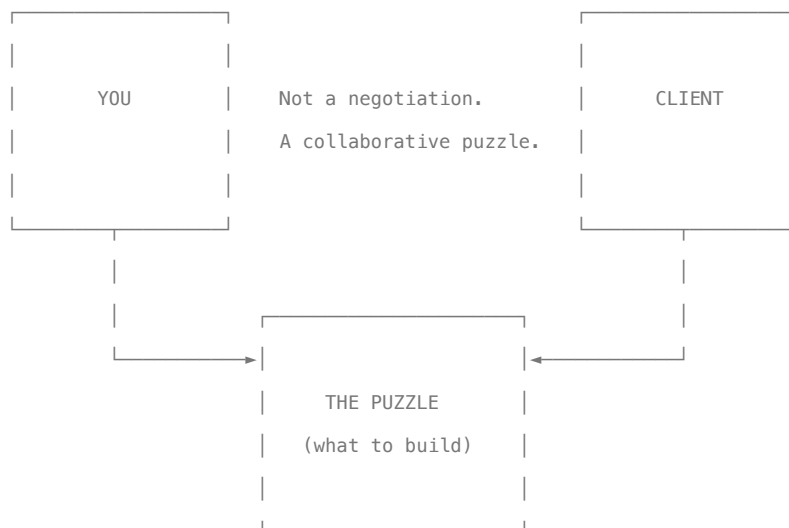 YOU
Not a negotiation.
CLIENT
A collaborative puzzle.
THE PUZZLE
(what to build)